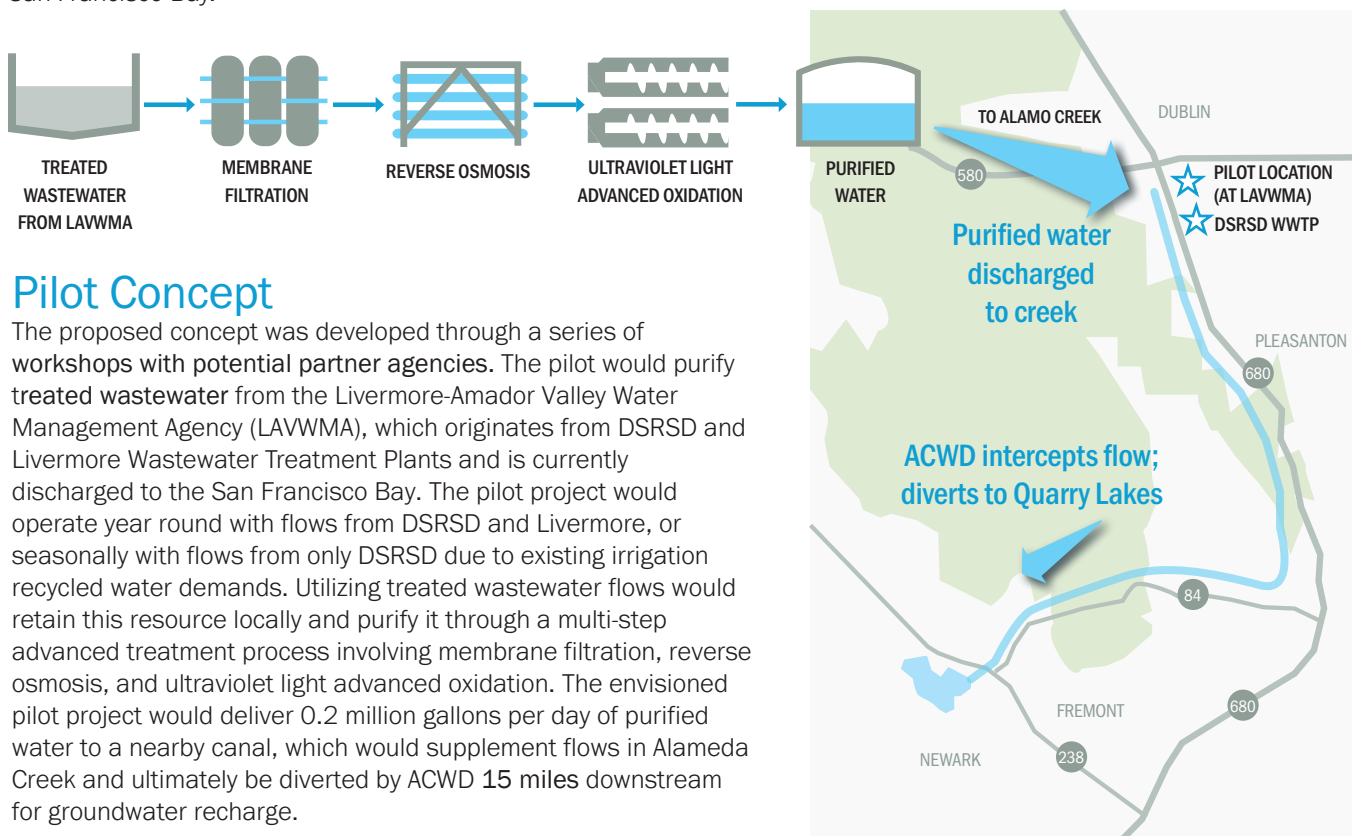 San Francisco Bay.
TREATED
WASTEWATER
FROM LAVWMA
MEMBRANE
FILTRATION
REVERSE OSMOSIS
ULTRAVIOLET LIGHT
ADVANCED OXIDATION
PURIFIED
WATER
TO ALAMO CREEK
DUBLIN
580
PILOT LOCATION
(AT LAVWMA)
DSRSD WWTP
Purified water
discharged
to creek
PLEASANTON
680
ACWD intercepts flow;
diverts to Quarry Lakes
84
FREMONT
680
NEWARK
238
Pilot Concept
The proposed concept was developed through a series of
workshops with potential partner agencies. The pilot would purify
treated wastewater from the Livermore-Amador Valley Water
Management Agency (LAVWMA), which originates from DSRSD and
Livermore Wastewater Treatment Plants and is currently
discharged to the San Francisco Bay. The pilot project would
operate year round with flows from DSRSD and Livermore, or
seasonally with flows from only DSRSD due to existing irrigation
recycled water demands. Utilizing treated wastewater flows would
retain this resource locally and purify it through a multi-step
advanced treatment process involving membrane filtration, reverse
osmosis, and ultraviolet light advanced oxidation. The envisioned
pilot project would deliver 0.2 million gallons per day of purified
water to a nearby canal, which would supplement flows in Alameda
Creek and ultimately be diverted by ACWD 15 miles downstream
for groundwater recharge.